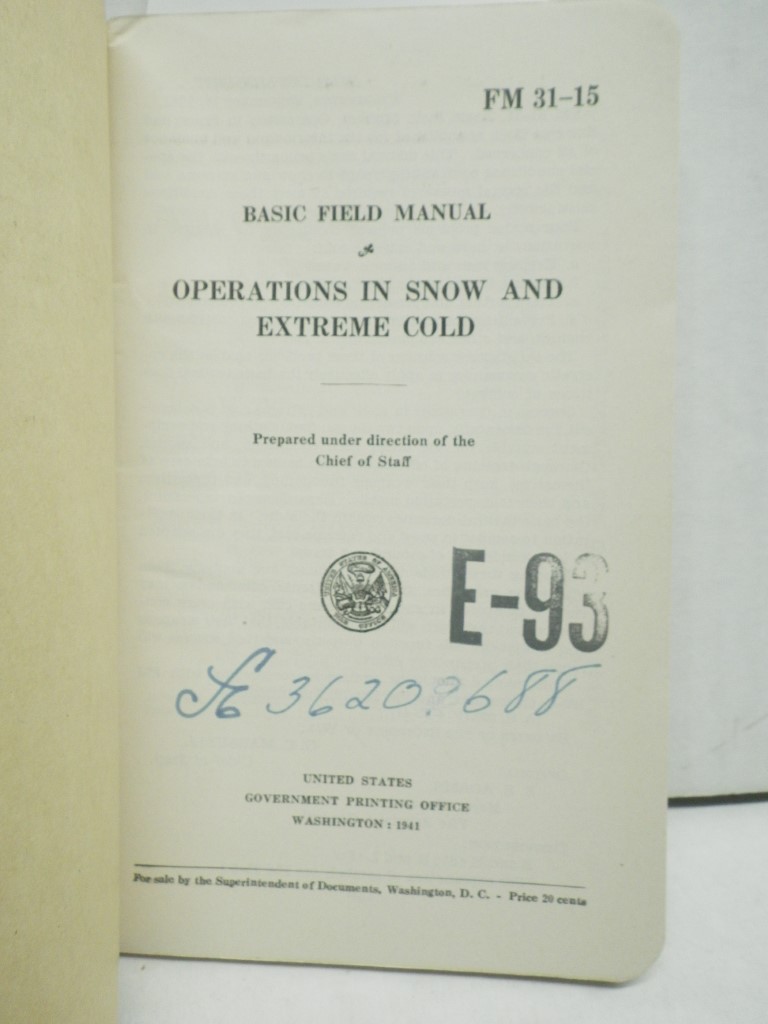 FM 31–15
BASIC FIELD MANUAL
OPERATIONS IN SNOW AND
EXTREME COLD
Prepared under direction of the
Chief of Staff
E-93
36209688
UNITED STATES
GOVERNMENT PRINTING OFFICE
WASHINGTON : 1941
For sale by the Superintendent of Documents, Washington, D. C. - Price 20 cents